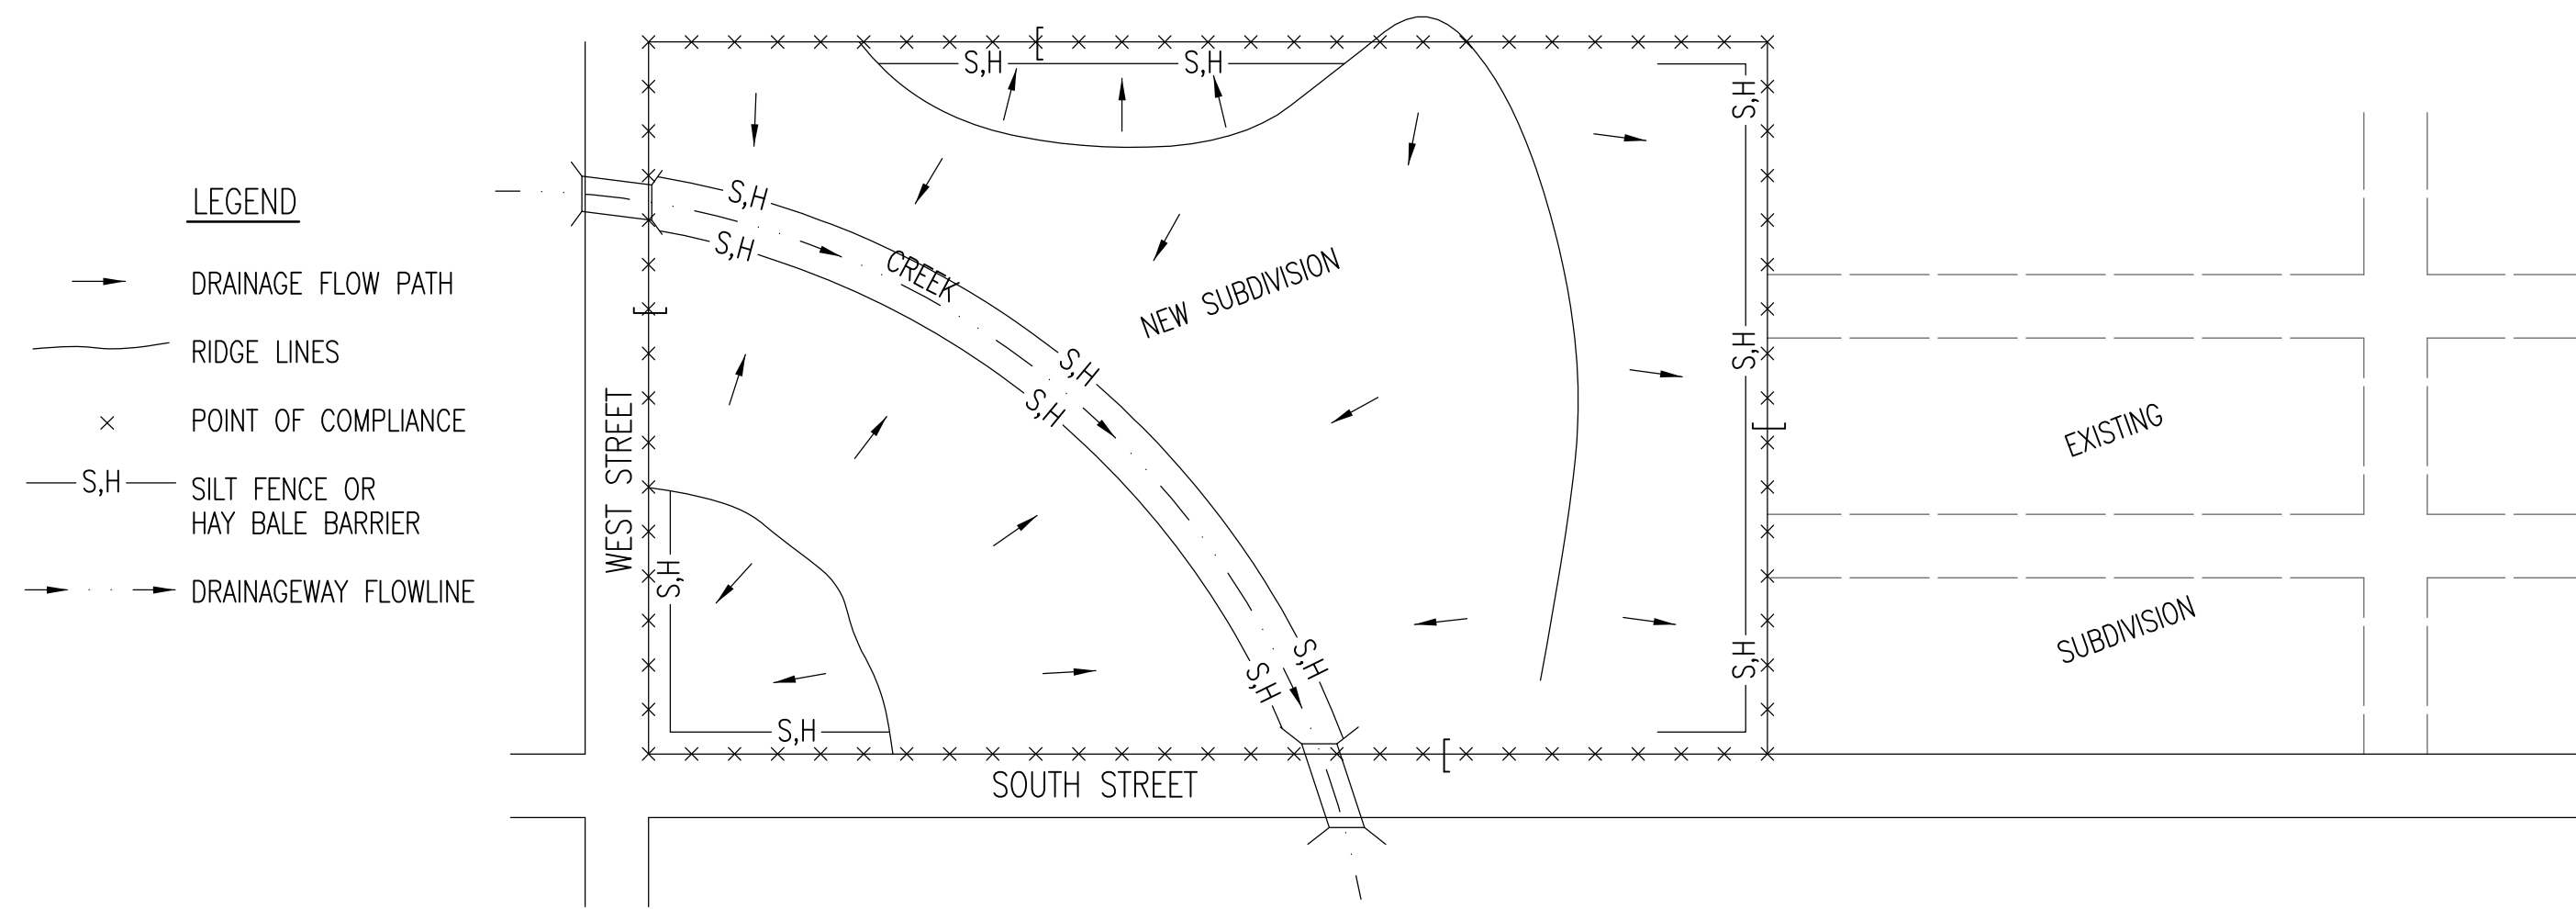 LEGEND
DRAINAGE FLOW PATH
RIDGE LINES
POINT OF COMPLIANCE
S,H
SILT FENCE OR
HAY BALE BARRIER
DRAINAGEWAY FLOWLINE
S,H
S,H
S,H
S,H
S,H
CREEK
NEW SUBDIVISION
S,H
S,H
S,H
WEST STREET
EXISTING
S,H
S,H
S,H
S,H
S,H
SUBDIVISION
SOUTH STREET